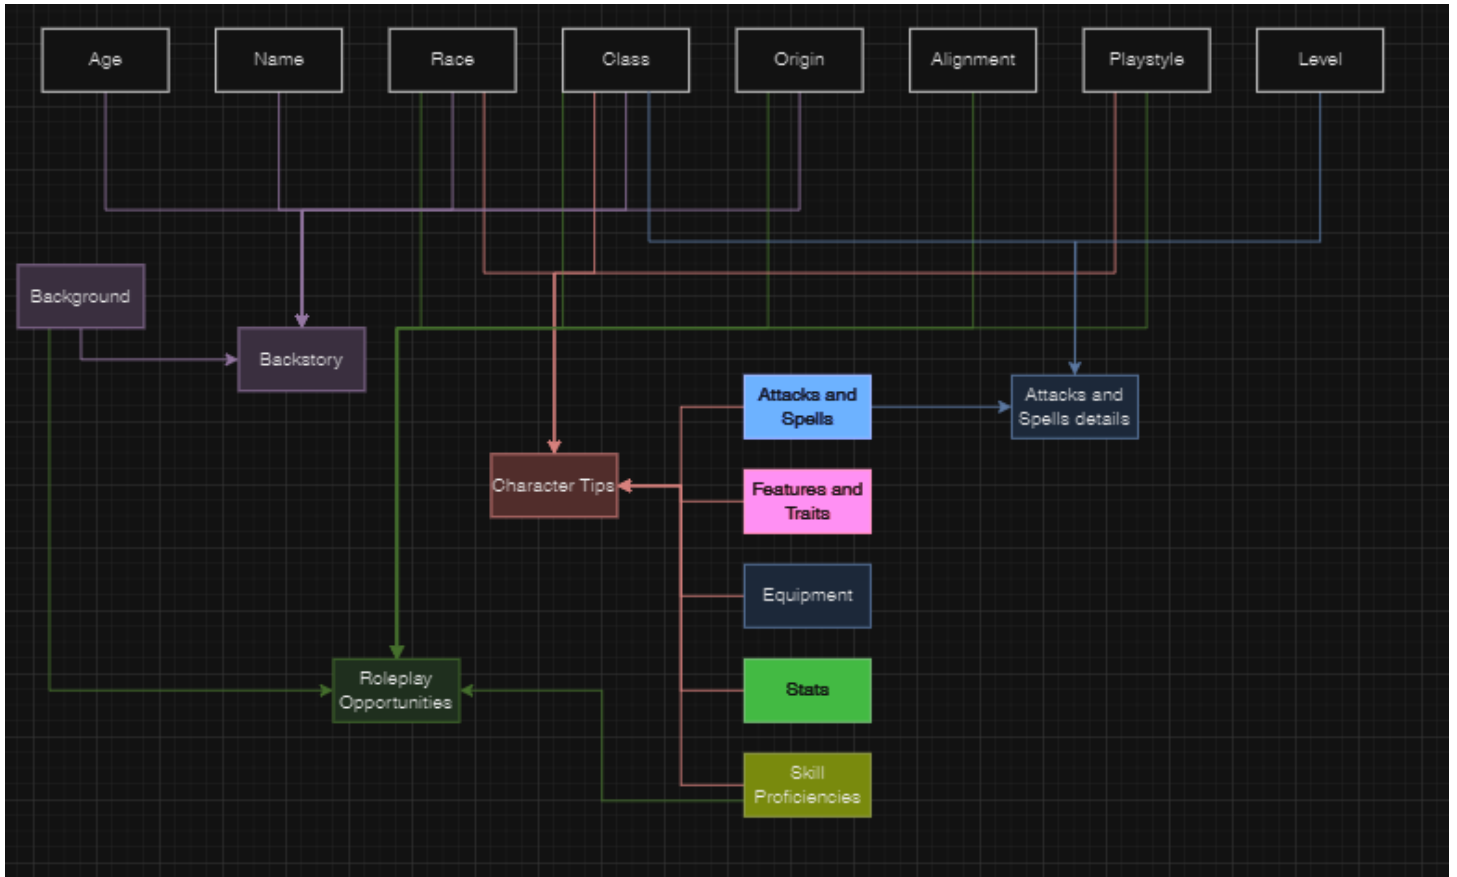 Age
Name
Race
Class
Origin
Alignment
Playstyle
Level
Background
Backstory
Attacks and
Spells
Attacks and
Spells details
Character Tips
Features and
Traits
Equipment
Roleplay
Opportunities
Stats
Skill
Proficiencies